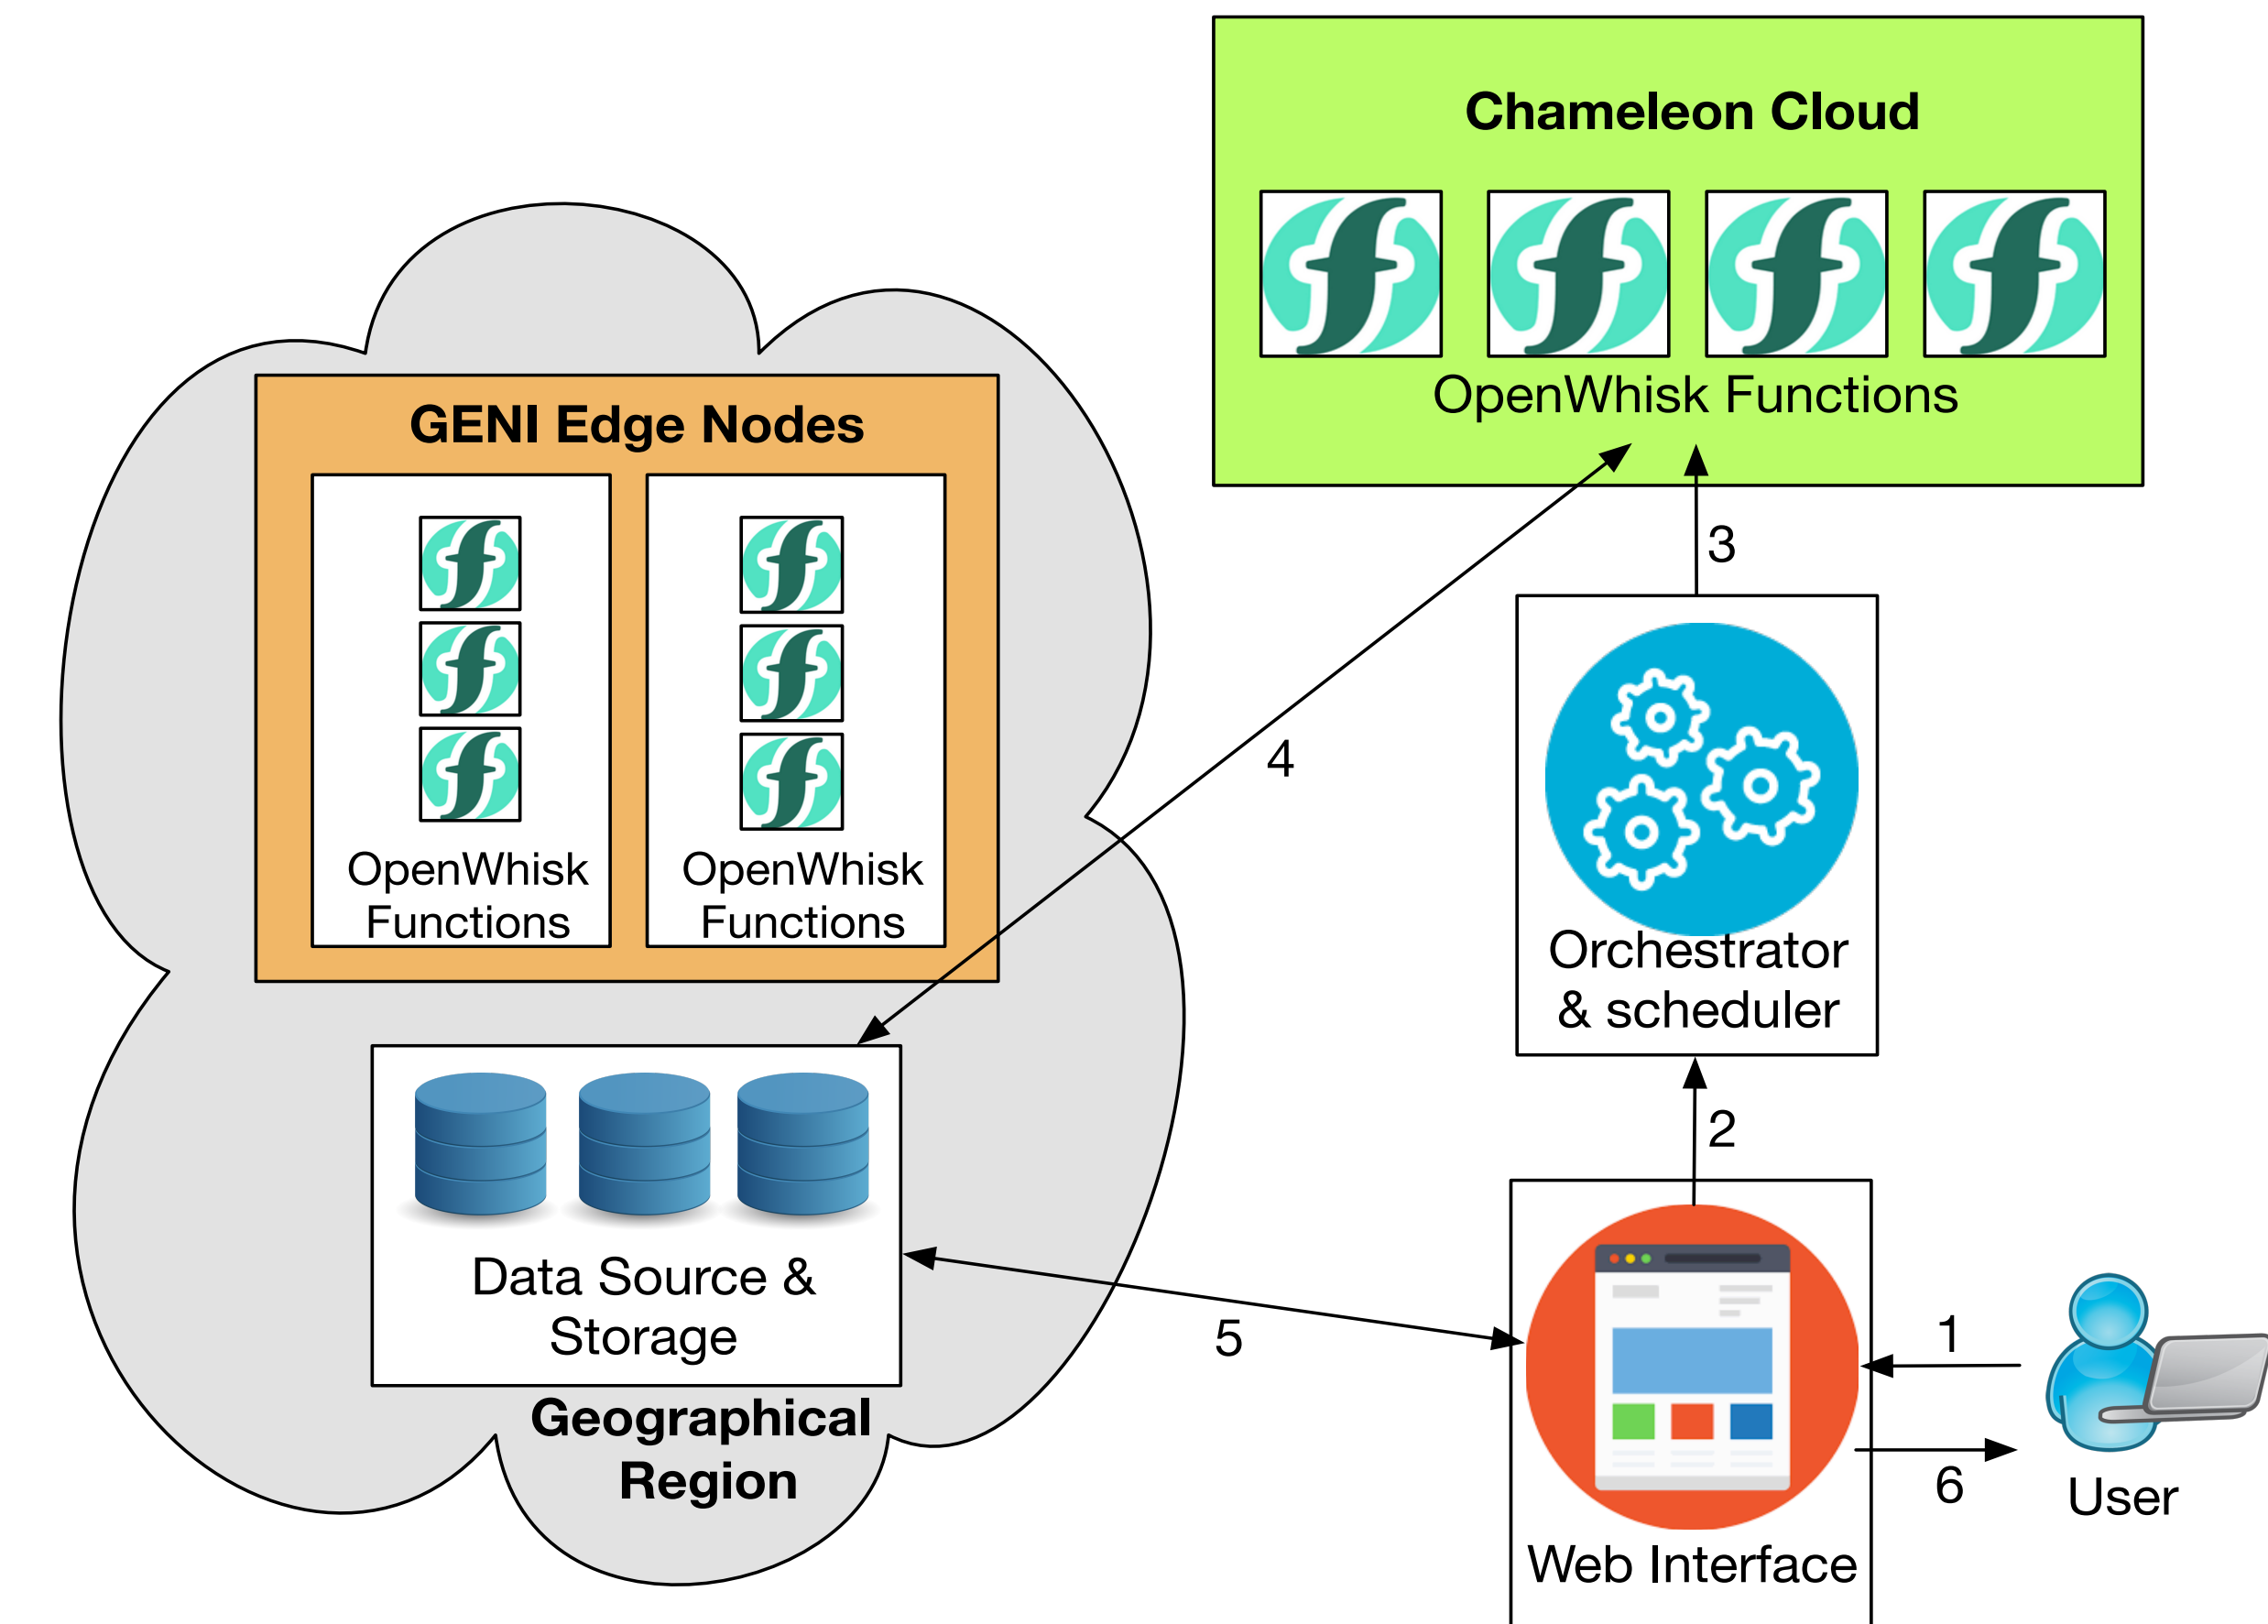 Chameleon Cloud
OpenWhisk Functions
GENI Edge Nodes
OpenWhisk
Functions
OpenWhisk
Functions
3
4
Orchestrator
& scheduler
2
Data Source &
Storage
Geographical
Region
5
1
6
User
Web Interface